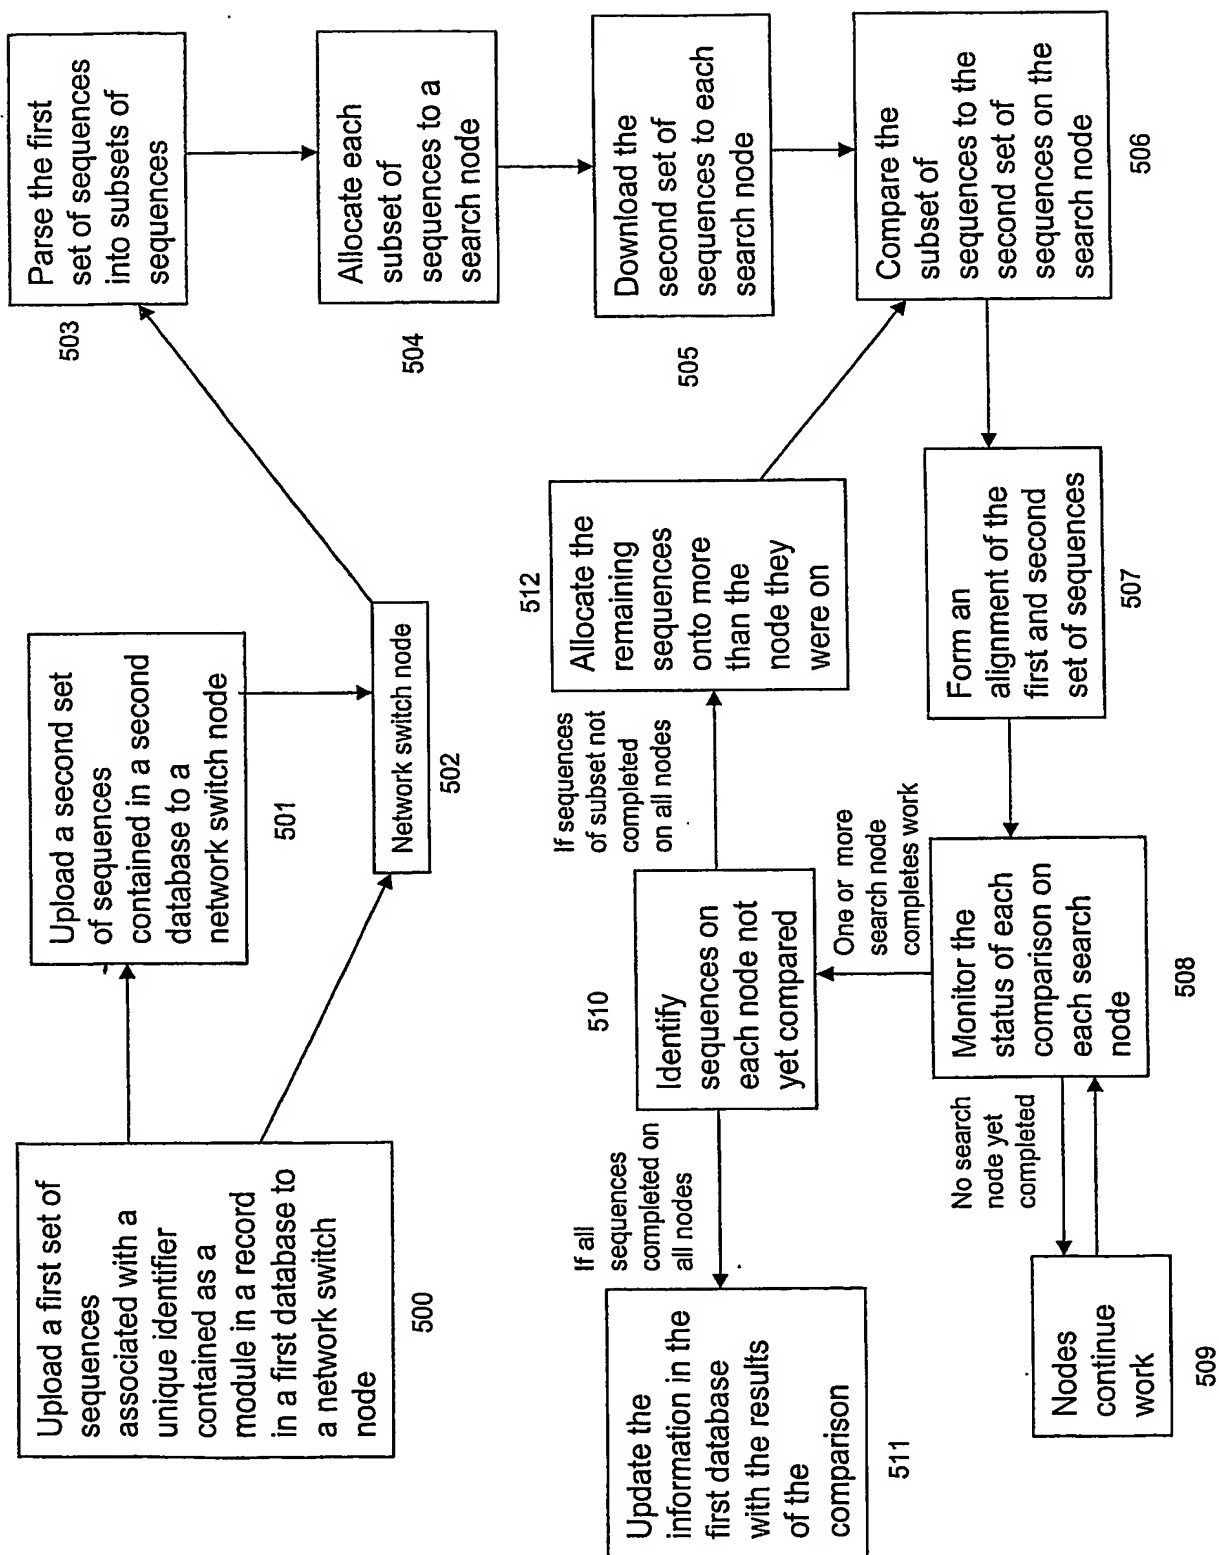 Upload a first set of
sequences
associated with a
unique identifier
contained as a
module in a record
in a first database to
a network switch
node
500
Upload a second set
of sequences
contained in a second
database to a
network switch node
501
Network switch node
502
Parse the first
set of sequences
into subsets of
sequences
503
Allocate each
subset of
sequences to a
search node
504
Download the
second set of
sequences to each
search node
505
Compare the
subset of
sequences to the
second set of
sequences on the
search node
506
Form an
alignment of the
first and second
set of sequences
507
Monitor the
status of each
comparison on
each search
node
508
No search
node yet
completed
Nodes
continue
work
509
One or more
search node
completes work
510
Identify
sequences on
each node not
yet compared
If all
sequences
completed on
all nodes
Update the
information in the
first database
with the results
of the
comparison
511
If sequences
of subset not
completed
on all nodes
512
Allocate the
remaining
sequences
onto more
than the
node they
were on